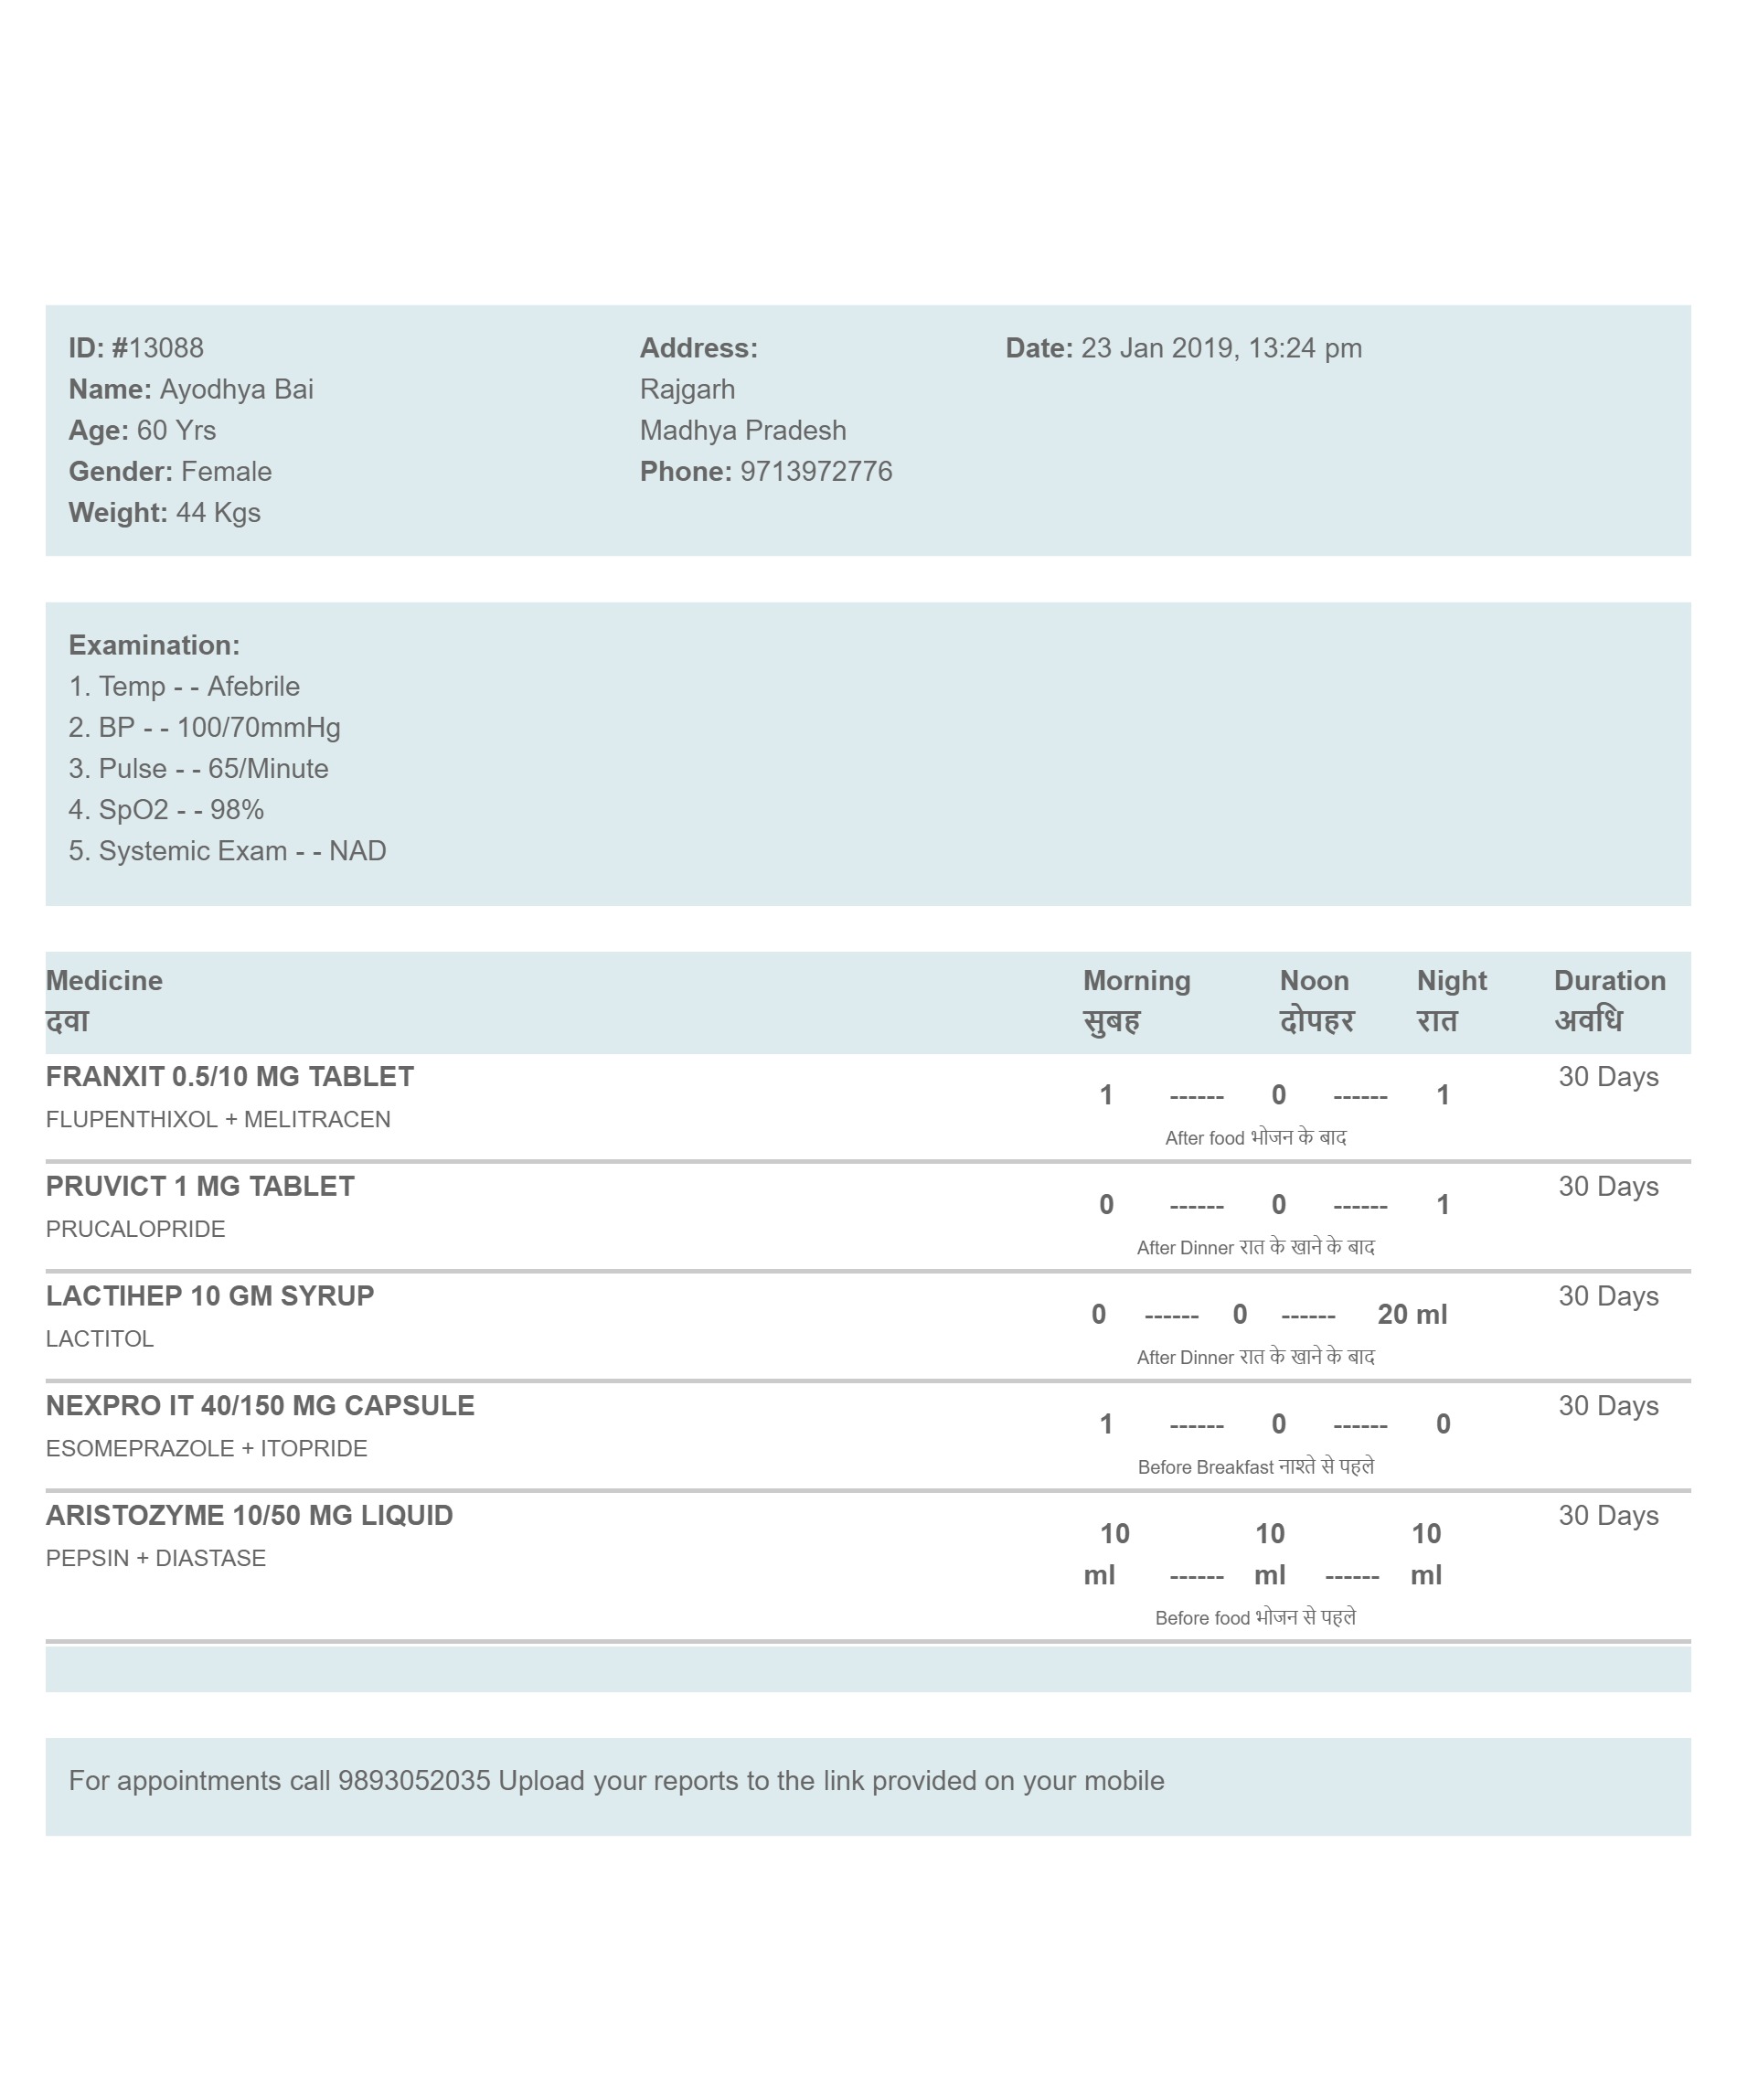 ID: #13088
Name: Ayodhya Bai
Age: 60 Yrs
Gender: Female
Weight: 44 Kgs
Address:
Rajgarh
Madhya Pradesh
Phone: 9713972776
Date: 23 Jan 2019, 13:24 pm
Examination:
1. Temp - - Afebrile
2. BP - - 100/70mmHg
3. Pulse - - 65/Minute
4. SpO2 - - 98%
5. Systemic Exam - - NAD
Medicine Morning Noon Night Duration
दवा सुबह दोपहर रात अवधि
FRANXIT 0.5/10 MG TABLET 30 Days
1 ------ 0 ------ 1
FLUPENTHIXOL + MELITRACEN
After food भोजन के बाद
PRUVICT 1 MG TABLET 30 Days
0 ------ 0 ------ 1
PRUCALOPRIDE
After Dinner रात के खाने के बाद
LACTIHEP 10 GM SYRUP 30 Days
0 ------ 0 ------ 20 ml
LACTITOL
After Dinner रात के खाने के बाद
NEXPRO IT 40/150 MG CAPSULE 30 Days
1 ------ 0 ------ 0
ESOMEPRAZOLE + ITOPRIDE
Before Breakfast नाश्ते से पहले
ARISTOZYME 10/50 MG LIQUID 30 Days
10 10 10
PEPSIN + DIASTASE
ml ------ ml ------ ml
Before food भोजन से पहले
For appointments call 9893052035 Upload your reports to the link provided on your mobile